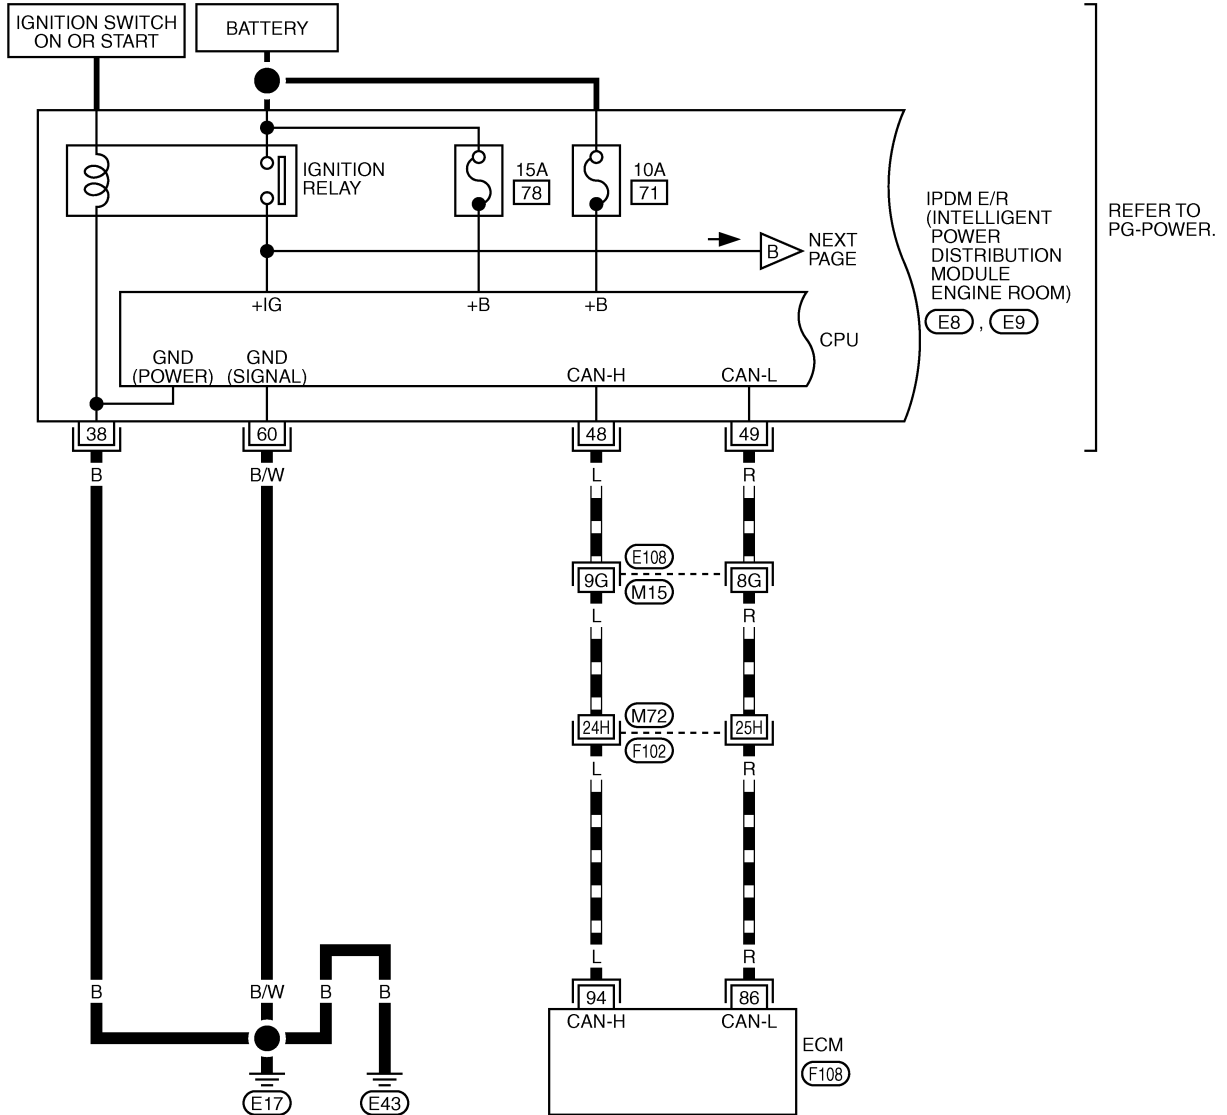 IGNITION SWITCH
ON OR START
BATTERY
IGNITION
RELAY
15A
78
10A
71
B
NEXT
PAGE
IPDM E/R
(INTELLIGENT
POWER
DISTRIBUTION
MODULE
ENGINE ROOM)
E8 , E9
REFER TO
PG-POWER.
+IG
+B
+B
CPU
GND
(POWER)
GND
(SIGNAL)
CAN-H
CAN-L
38
60
48
49
B
B/W
L
R
E108
9G
8G
M15
L
R
M72
24H
25H
F102
L
R
L
R
B
B/W
B
B
94
86
CAN-H
CAN-L
ECM
F108
E17
E43